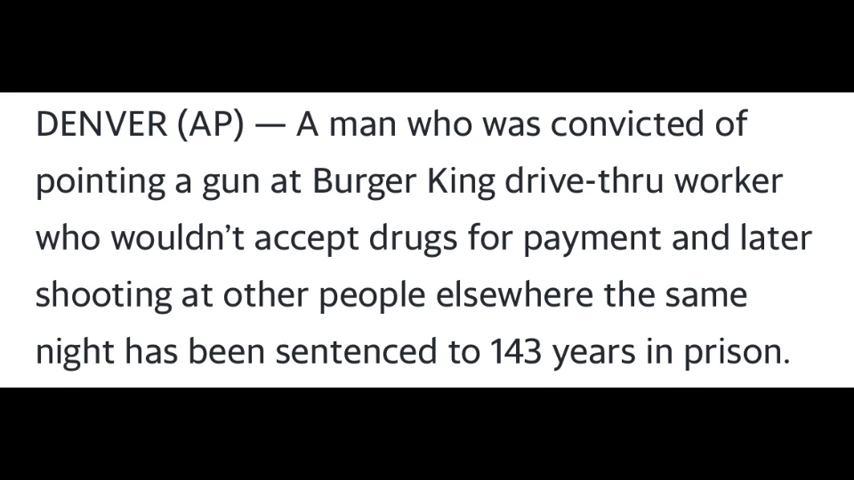 DENVER (AP) — A man who was convicted of
pointing a gun at Burger King drive-thru worker
who wouldn’t accept drugs for payment and later
shooting at other people elsewhere the same
night has been sentenced to 143 years in prison.